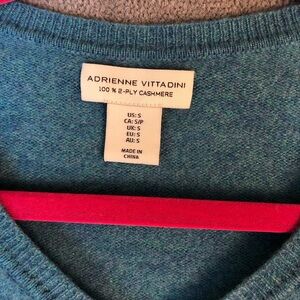 ADRIENNE VITTADINI
100 % 2-PLY CASHMERE
US: S
CA: S/P
UK: S
EU: S
AU: S
MADE IN
CHINA